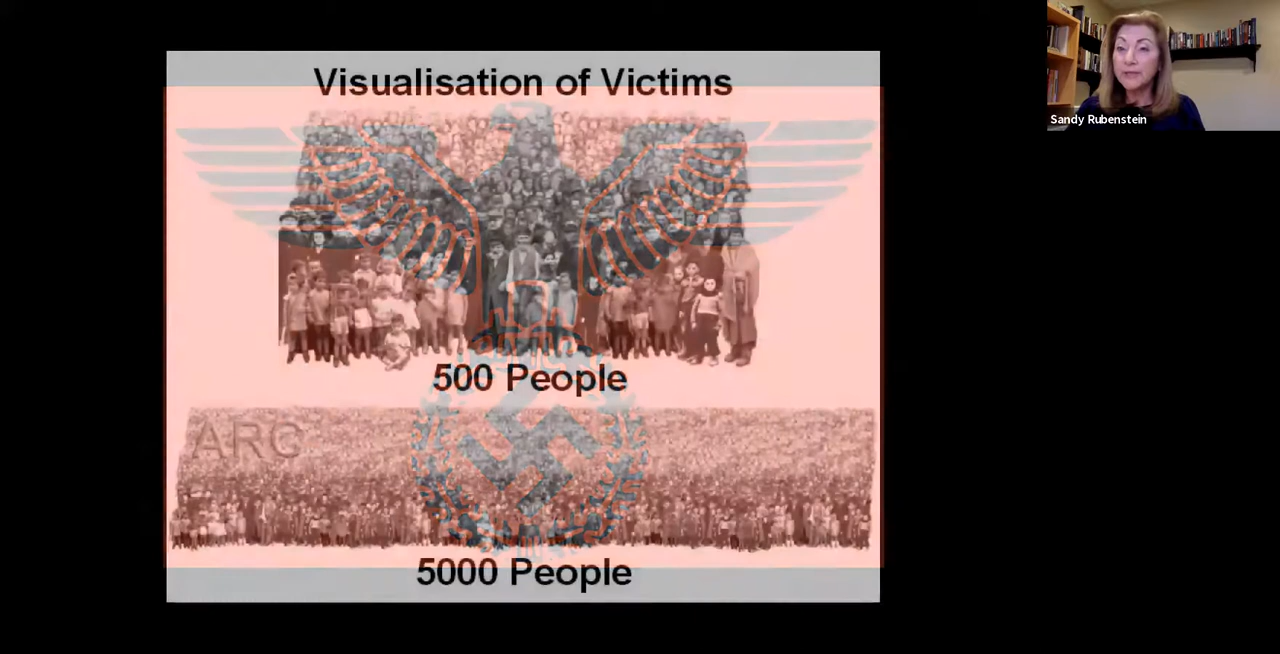 Visualisation of Victims
500 People
ARC
5000 People
Sandy Rubenstein